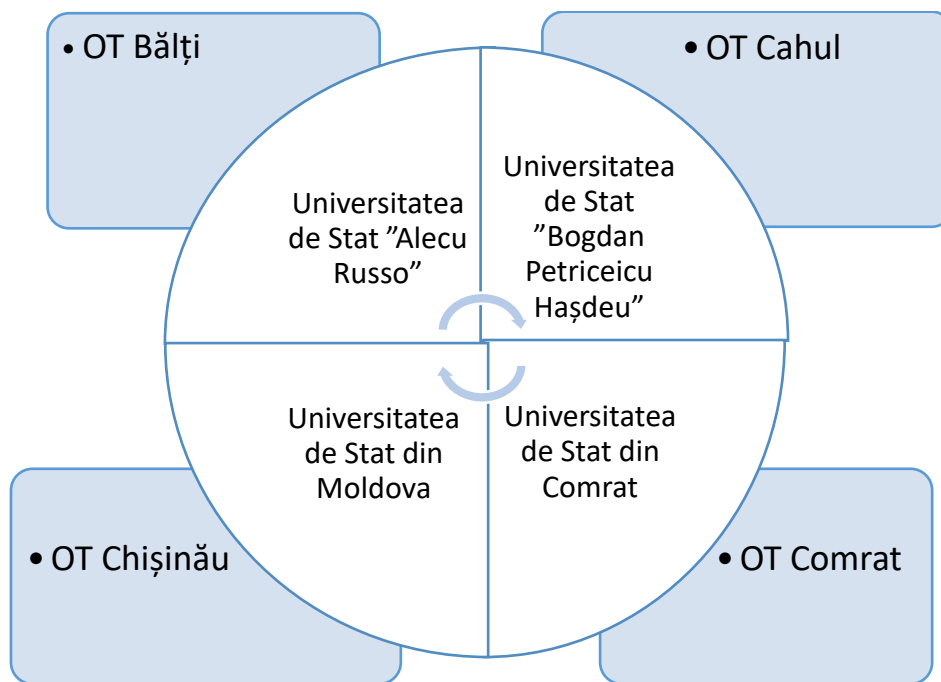 • OT Bălți
• OT Cahul
Universitatea
de Stat ”Alecu
Russo”
Universitatea
de Stat
”Bogdan
Petriceicu
Hașdeu”
Universitatea
de Stat din
Moldova
Universitatea
de Stat din
Comrat
• OT Chișinău
• OT Comrat